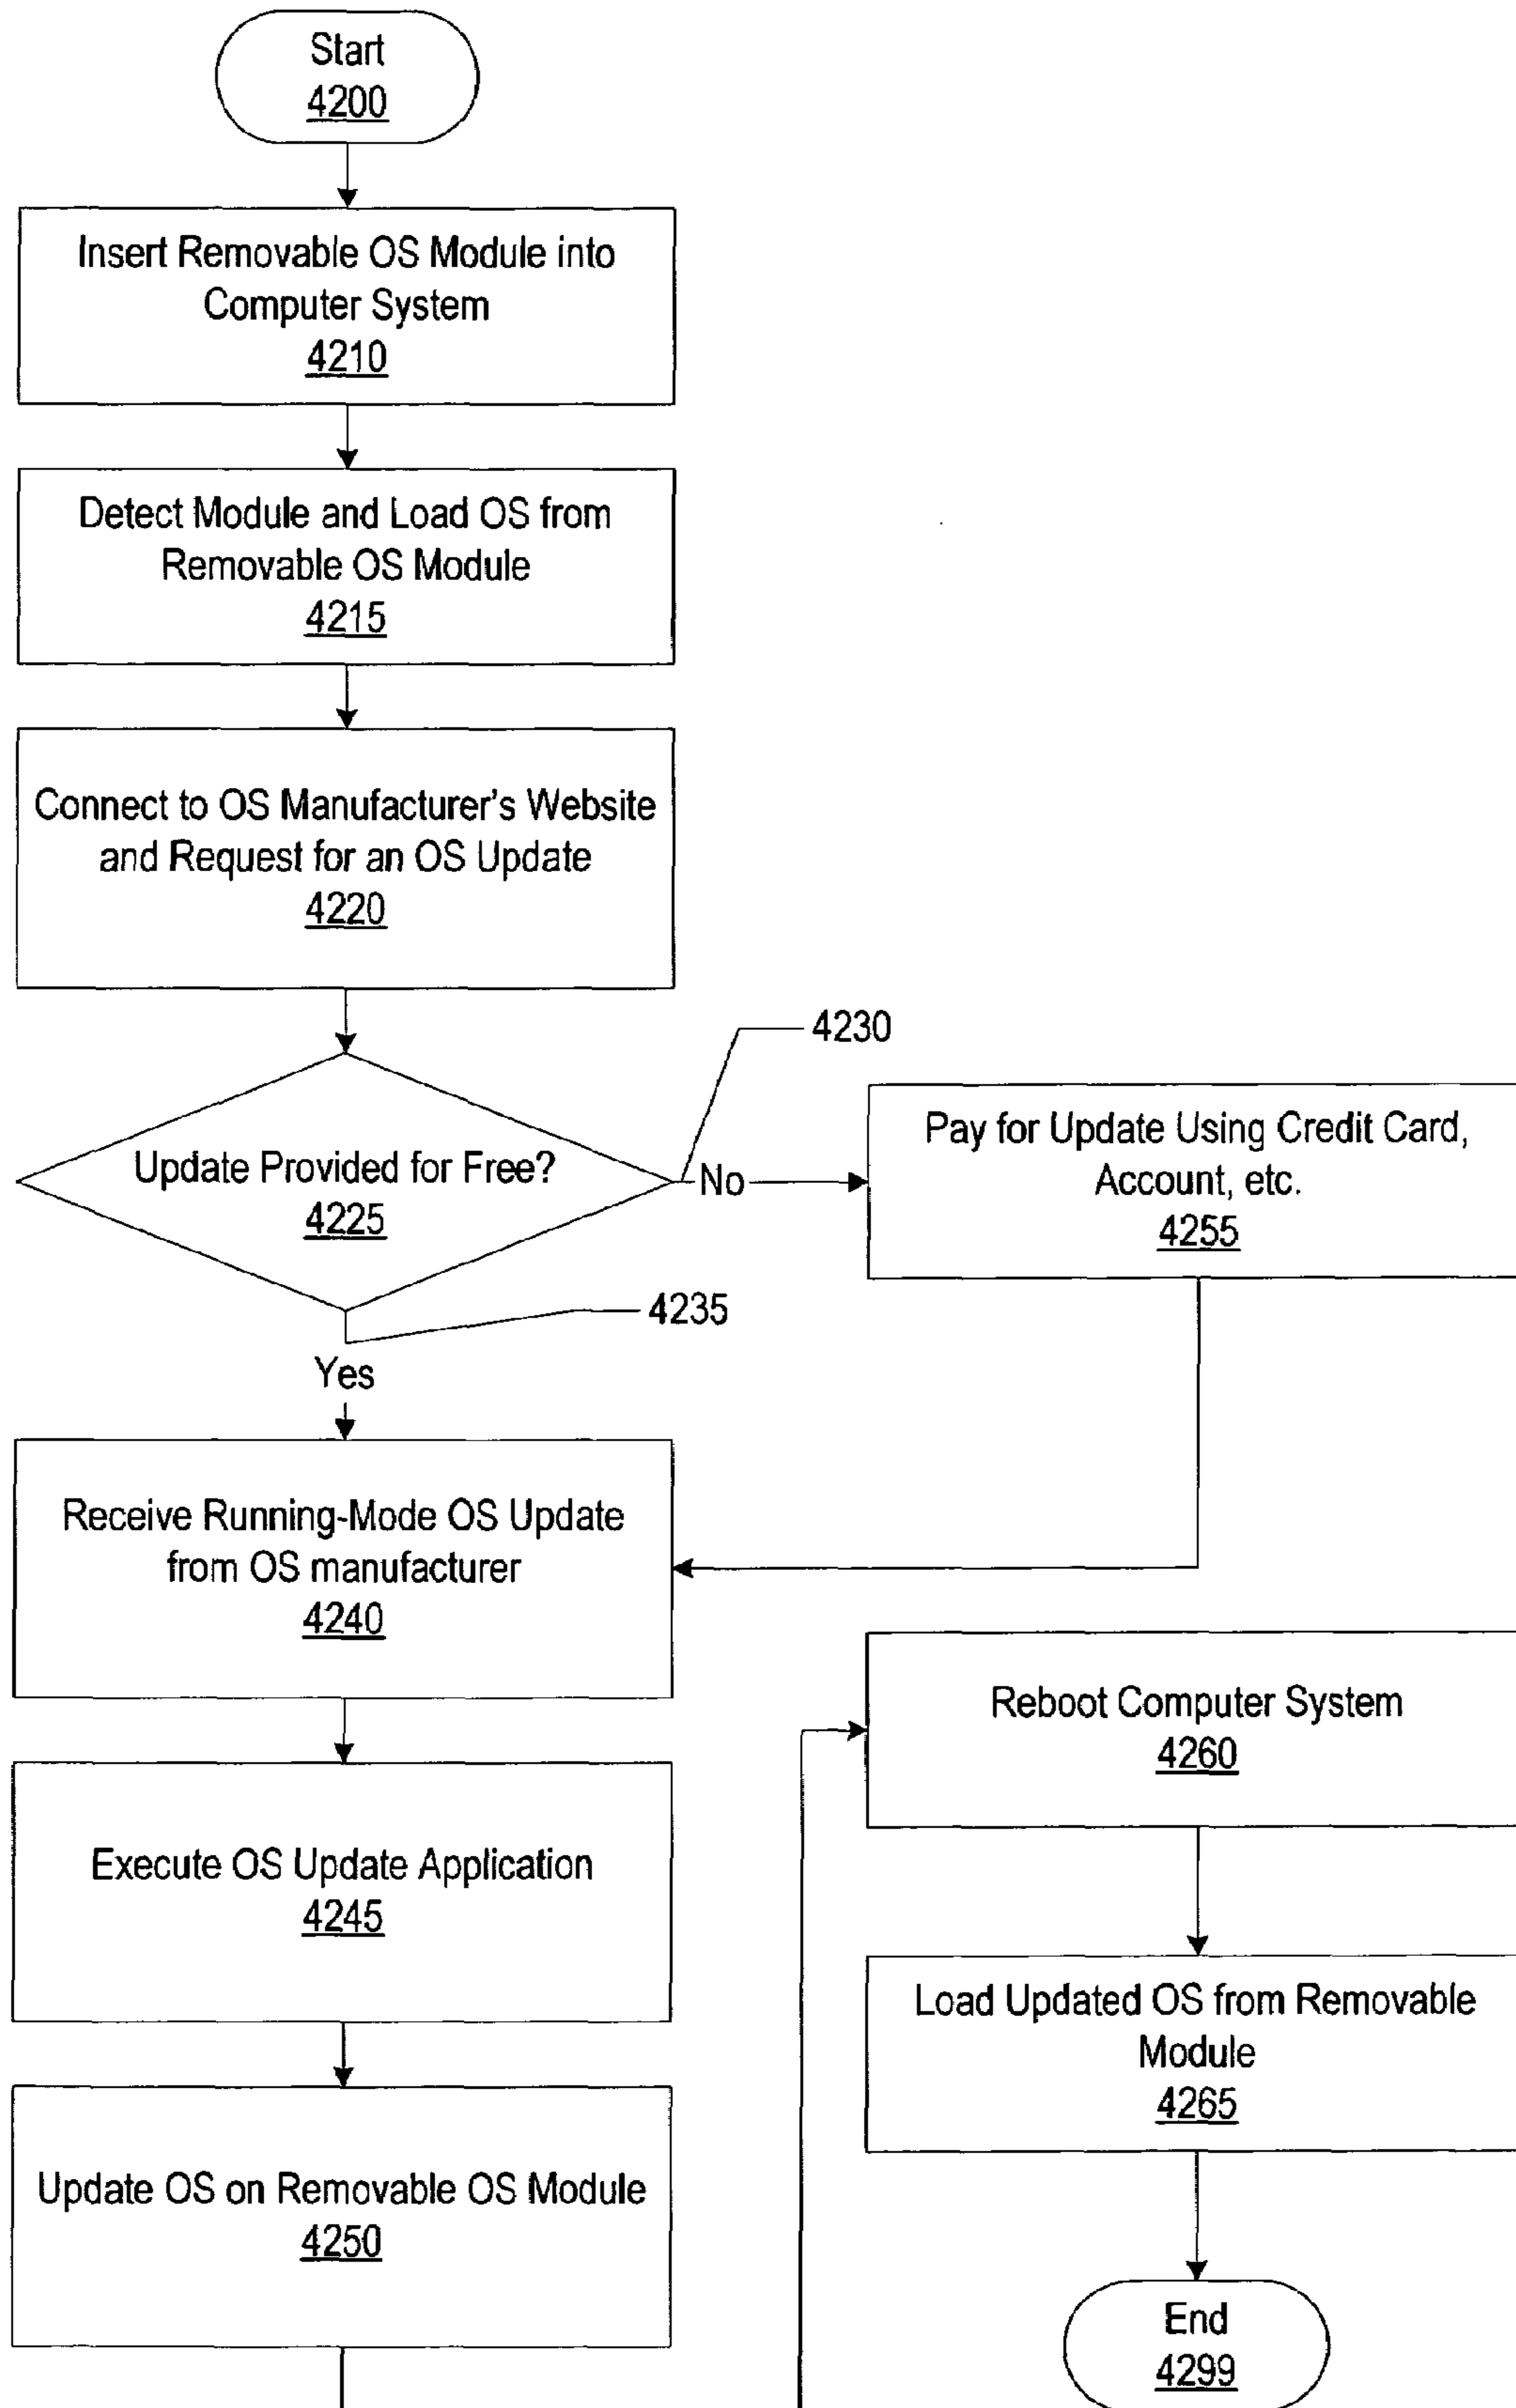 Start
4200
Insert Removable OS Module into
Computer System
4210
Detect Module and Load OS from
Removable OS Module
4215
Connect to OS Manufacturer's Website
and Request for an OS Update
4220
Update Provided for Free?
4225
4230
No
Pay for Update Using Credit Card,
Account, etc.
4255
4235
Yes
Receive Running-Mode OS Update
from OS manufacturer
4240
Execute OS Update Application
4245
Update OS on Removable OS Module
4250
Reboot Computer System
4260
Load Updated OS from Removable
Module
4265
End
4299